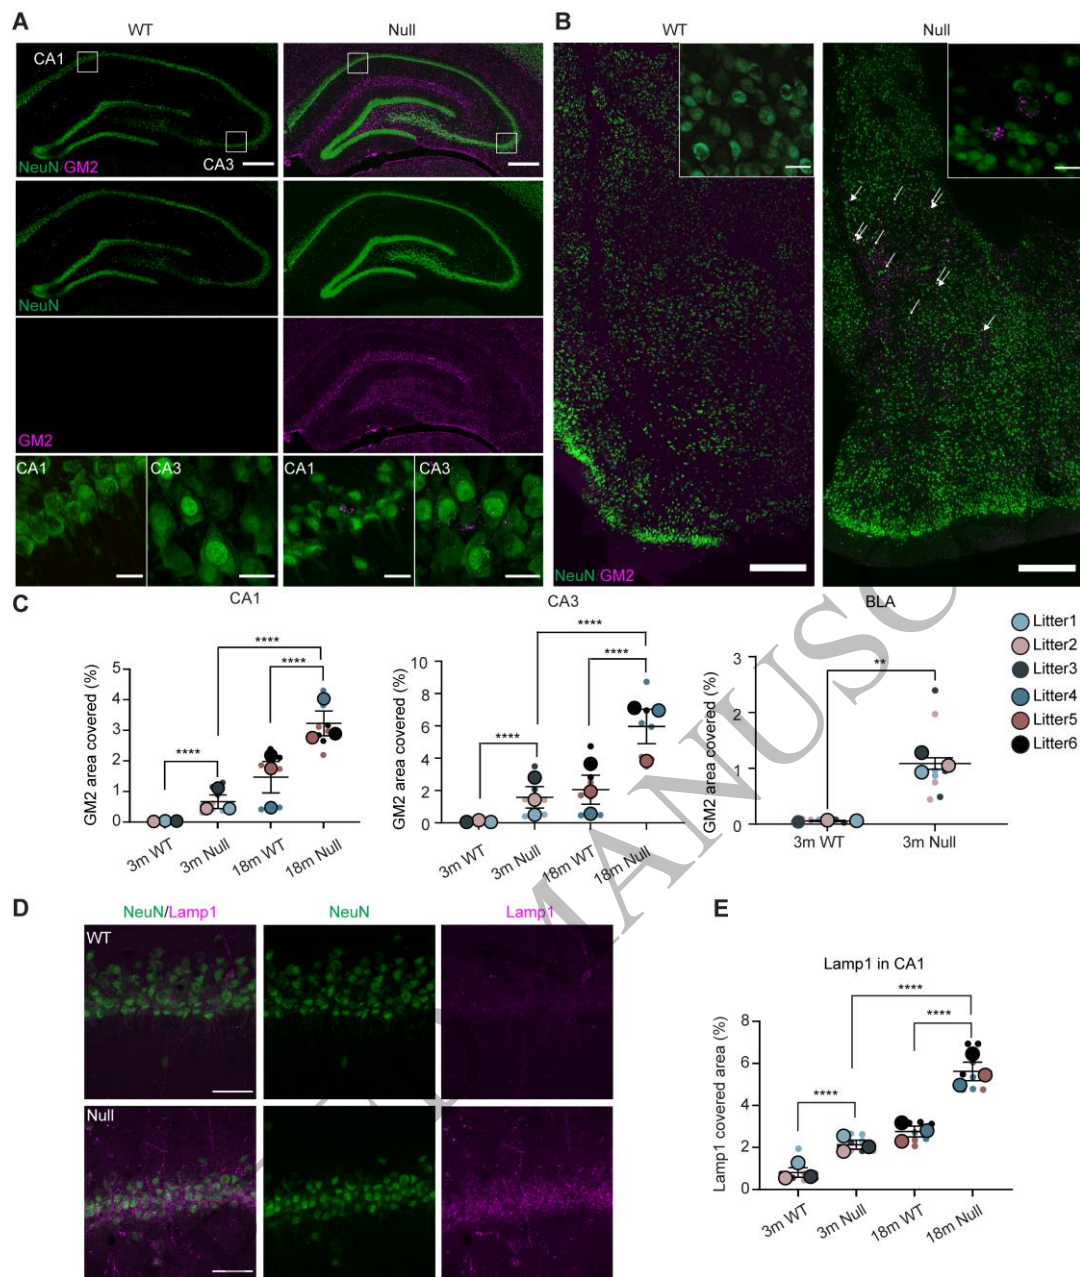 A
WT
Null
CA1
CA3
NeuN GM2
NeuN
GM2
CA1
CA3
CA1
CA3
B
WT
Null
NeuN GM2
C
CA1
GM2 area covered (%)
5
4
3
2
1
0
****
****
****
3m WT
3m Null
18m WT
18m Null
CA3
GM2 area covered (%)
10
8
6
4
2
0
****
****
****
3m WT
3m Null
18m WT
18m Null
BLA
GM2 area covered (%)
3
2
1
0
**
3m WT
3m Null
Litter1
Litter2
Litter3
Litter4
Litter5
Litter6
D
NeuN/Lamp1
NeuN
Lamp1
WT
Null
E
Lamp1 in CA1
Lamp1 covered area (%)
8
6
4
2
0
****
****
****
3m WT
3m Null
18m WT
18m Null
MANUSC